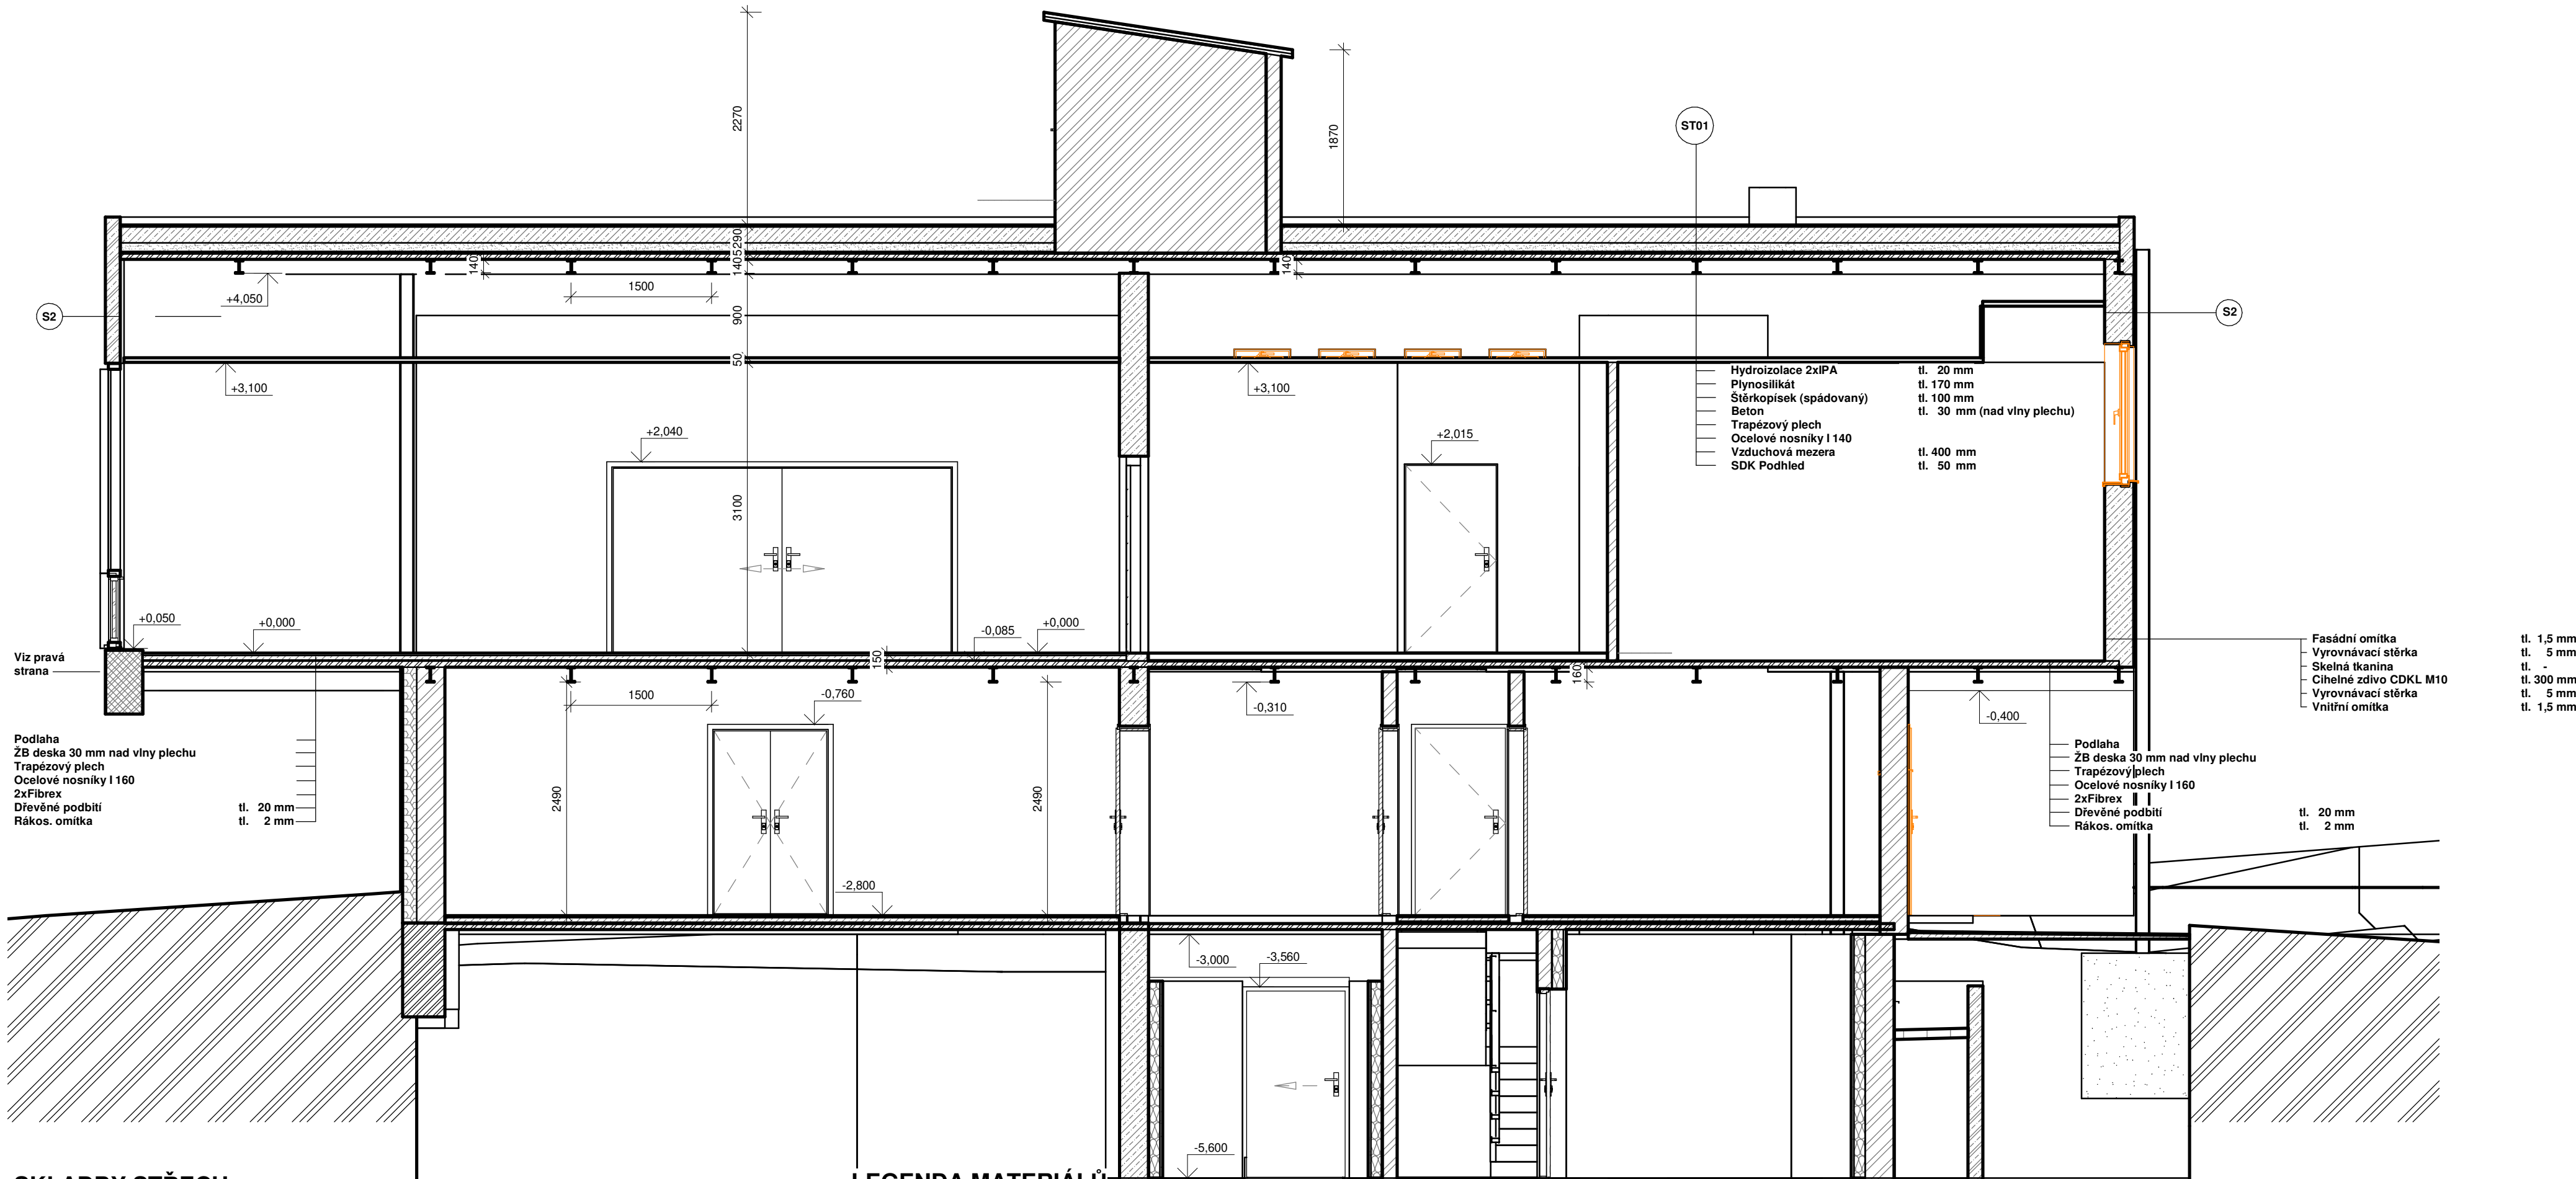 2270
1870
ST01
290
5
140
140
140
+4,050
1500
900
S2
S2
50
+3,100
+3,100
Hydroizolace 2xIPA tl. 20 mm
Plynosilikát tl. 170 mm
Štěrkopísek (spádovaný) tl. 100 mm
Beton tl. 30 mm (nad vlny plechu)
Trapézový plech
Ocelové nosníky I 140
Vzduchová mezera tl. 400 mm
SDK Podhled tl. 50 mm
+2,040
+2,015
3100
+0,050
+0,000
-0,085
+0,000
Viz pravá
strana
150
160
Fasádní omítka tl. 1,5 mm
Vyrovnávací stěrka tl. 5 mm
Skelná tkanina tl. -
Cihelné zdivo CDKL M10 tl. 300 mm
Vyrovnávací stěrka tl. 5 mm
Vnitřní omítka tl. 1,5 mm
1500
-0,760
-0,310
-0,400
Podlaha
ŽB deska 30 mm nad vlny plechu
Trapézový plech
Ocelové nosníky I 160
2xFibrex
Dřevěné podbití tl. 20 mm
Rákos. omítka tl. 2 mm
Podlaha
ŽB deska 30 mm nad vlny plechu
Trapézový plech
Ocelové nosníky I 160
2xFibrex
Dřevěné podbití tl. 20 mm
Rákos. omítka tl. 2 mm
2490
2490
-2,800
-3,000
-3,560
-5,600
SKLADBY STŘECH
LEGENDA MATERIÁLŮ